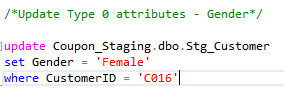 /*Update Type 0 attributes - Gender*/
update Coupon_Staging.dbo.Stg_Customer
set Gender = 'Female'
where CustomerID = 'C016'